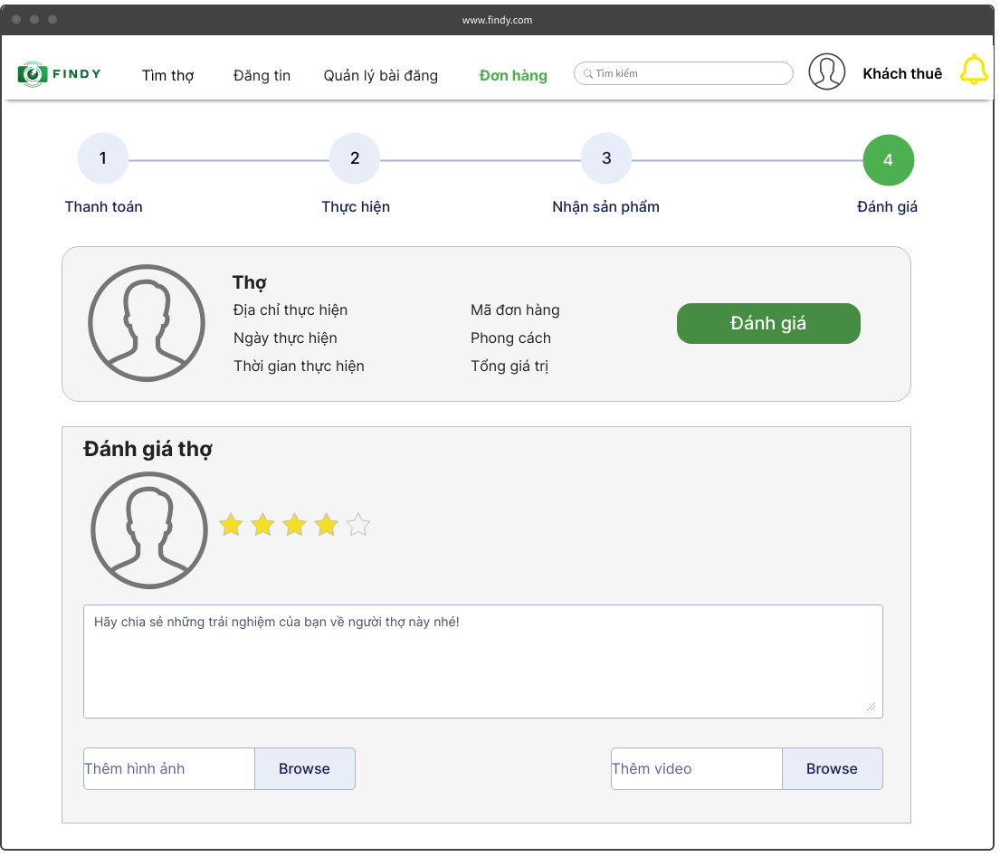 www.findy.com
FINDY
Tìm thợ
Đăng tin
Quản lý bài đăng
Đơn hàng
Tìm kiếm
Khách thuê
1
2
3
4
Thanh toán
Thực hiện
Nhận sản phẩm
Đánh giá
Thợ
Địa chỉ thực hiện
Mã đơn hàng
Đánh giá
Ngày thực hiện
Phong cách
Thời gian thực hiện
Tổng giá trị
Đánh giá thợ
Hãy chia sẻ những trải nghiệm của bạn về người thợ này nhé!
Thêm hình ảnh
Browse
Thêm video
Browse